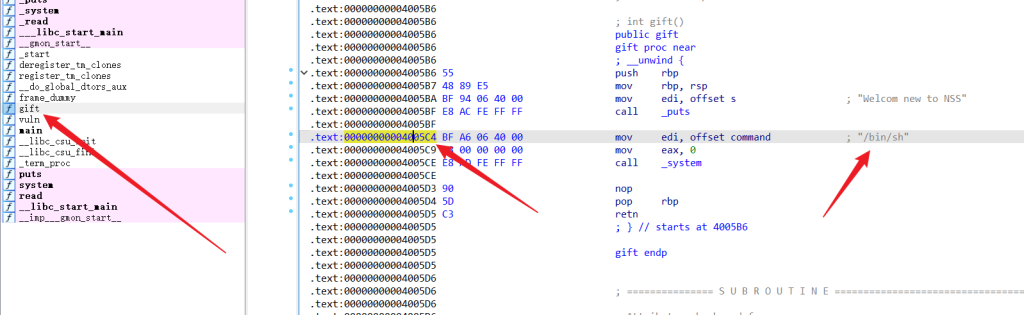 f _system
f _read
f ___libc_start_main
f __gmon_start__
f _start
f deregister_tm_clones
f register_tm_clones
f __do_global_dtors_aux
f frame_dummy
f gift
f vuln
f main
f __libc_csu_init
f __libc_csu_fini
f _term_proc
f puts
f system
f read
f __libc_start_main
f __imp___gmon_start__
.text:00000000004005B6
.text:00000000004005B6 ; int gift()
.text:00000000004005B6 public gift
.text:00000000004005B6 gift proc near
.text:00000000004005B6 ; __unwind {
.text:00000000004005B6 55 push rbp
.text:00000000004005B7 48 89 E5 mov rbp, rsp
.text:00000000004005BA BF 94 06 40 00 mov edi, offset s ; "Welcom new to NSS"
.text:00000000004005BF E8 AC FE FF FF call _puts
.text:00000000004005BF
.text:00000000004005C4 BF A6 06 40 00 mov edi, offset command ; "/bin/sh"
.text:00000000004005C9 00 00 00 00 mov eax, 0
.text:00000000004005CE E8 FE FF FF call _system
.text:00000000004005CE
.text:00000000004005D3 90 nop
.text:00000000004005D4 5D pop rbp
.text:00000000004005D5 C3 retn
.text:00000000004005D5 ; } // starts at 4005B6
.text:00000000004005D5
.text:00000000004005D5 gift endp
.text:00000000004005D5
.text:00000000004005D6
.text:00000000004005D6 ; =============== S U B R O U T I N E =======================================
.text:00000000004005D6